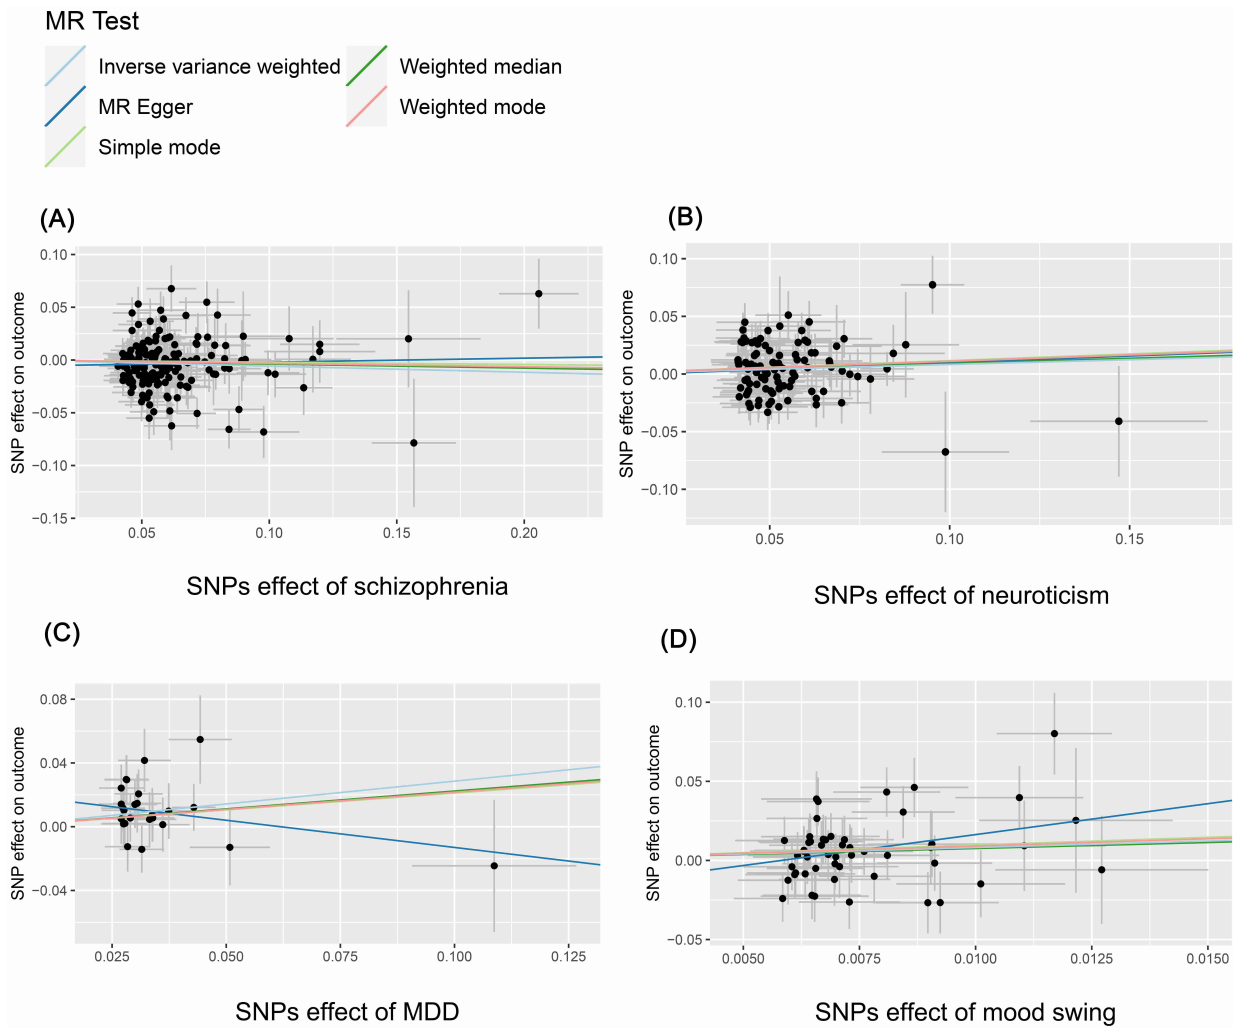 MR Test
Inverse variance weighted
Weighted median
MR Egger
Weighted mode
Simple mode
(A)
0.10
0.05
0.00
−0.05
−0.10
−0.15
SNP effect on outcome
0.05 0.10 0.15 0.20
SNPs effect of schizophrenia
(B)
0.10
0.05
0.00
−0.05
−0.10
SNP effect on outcome
0.05 0.10 0.15
SNPs effect of neuroticism
(C)
0.08
0.04
0.00
−0.04
SNP effect on outcome
0.025 0.050 0.075 0.100 0.125
SNPs effect of MDD
(D)
0.10
0.05
0.00
−0.05
SNP effect on outcome
0.0050 0.0075 0.0100 0.0125 0.0150
SNPs effect of mood swing